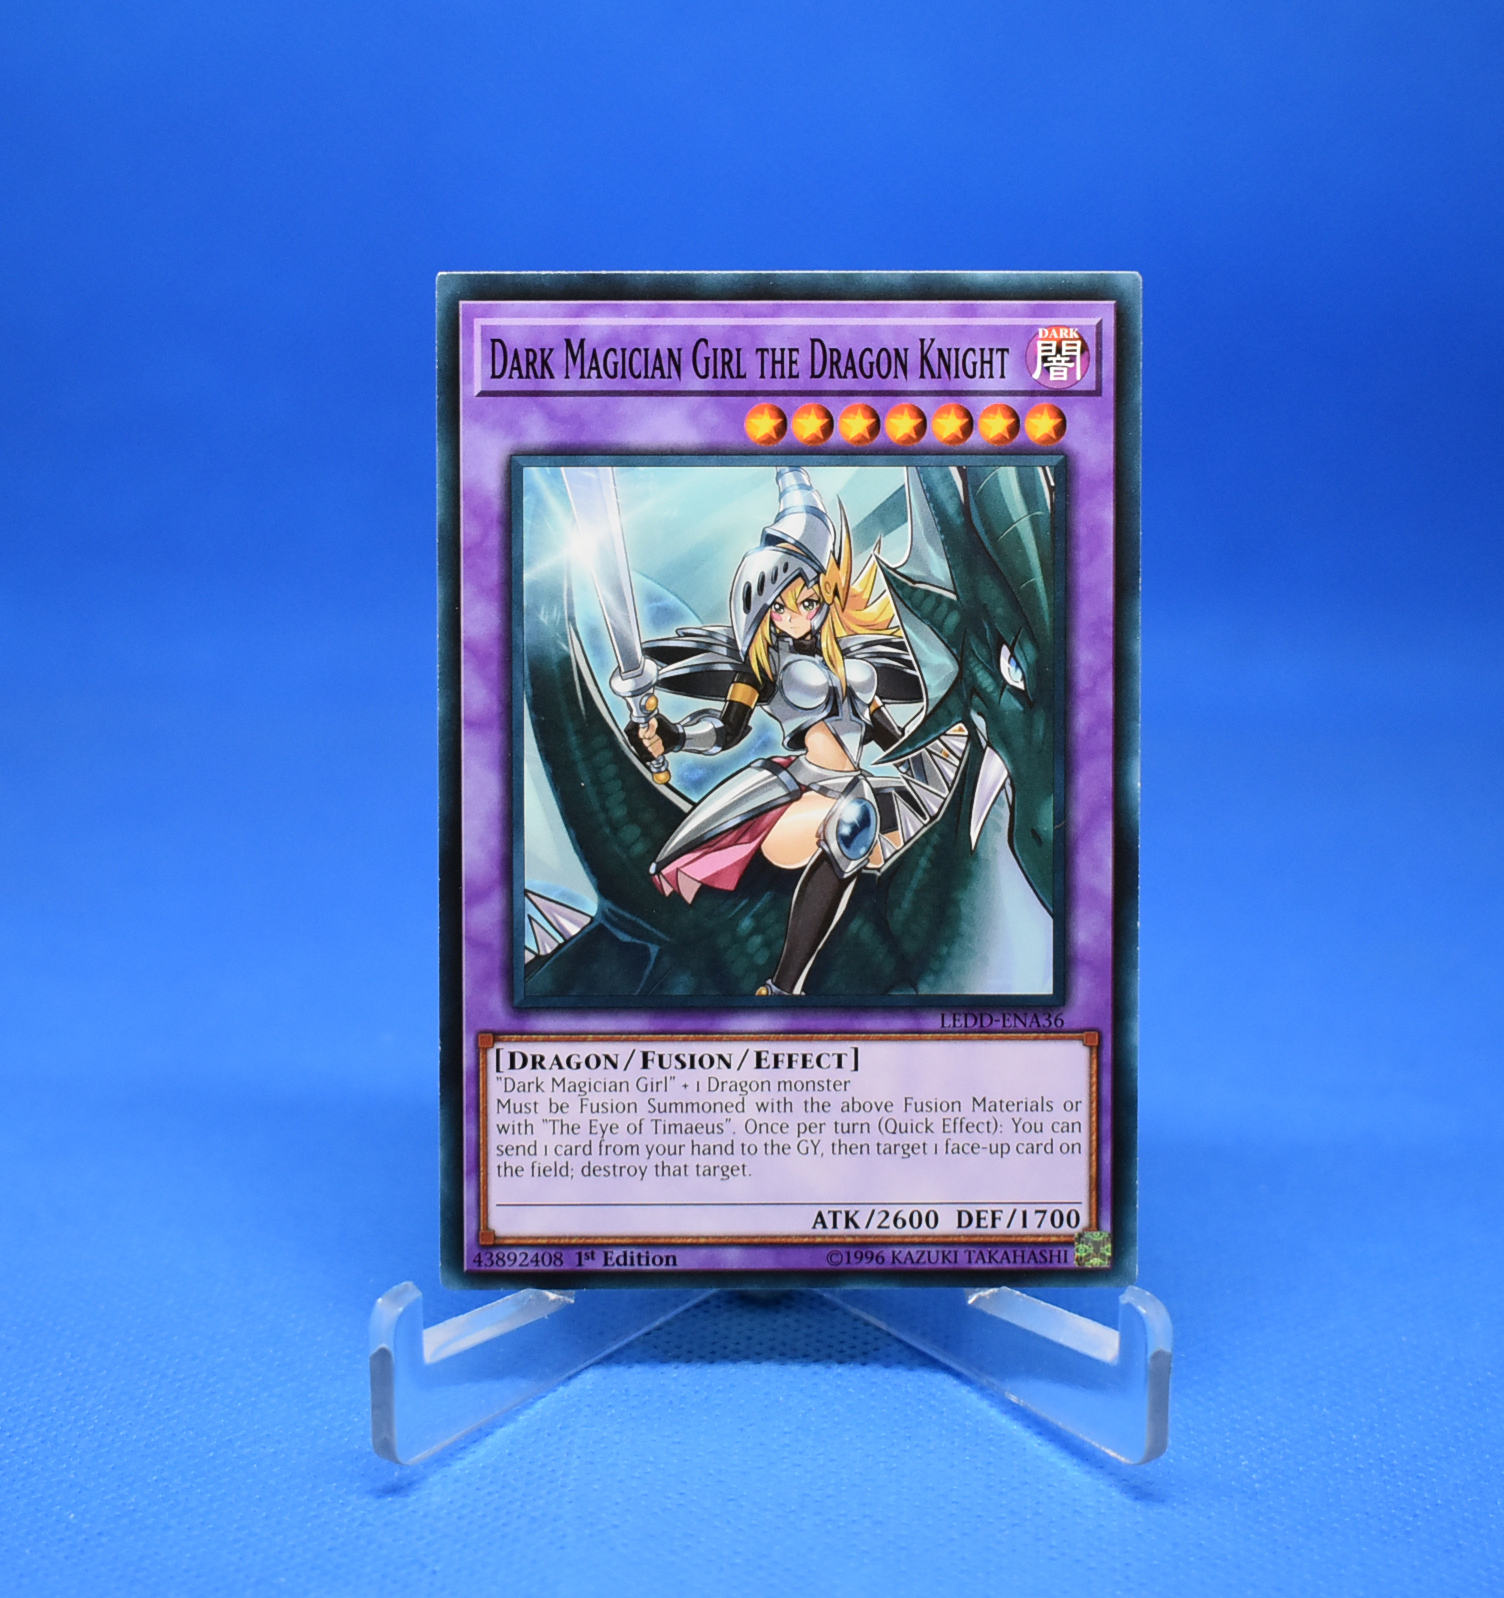 DARK MAGICIAN GIRL THE DRAGON KNIGHT
DARK
闇
LEDD-ENA36
[DRAGON/FUSION/EFFECT]
"Dark Magician Girl" + 1 Dragon monster
Must be Fusion Summoned with the above Fusion Materials or
with "The Eye of Timaeus". Once per turn (Quick Effect): You can
send 1 card from your hand to the GY, then target 1 face-up card on
the field; destroy that target.
ATK/2600 DEF/1700
43892408 1st Edition ©1996 KAZUKI TAKAHASHI